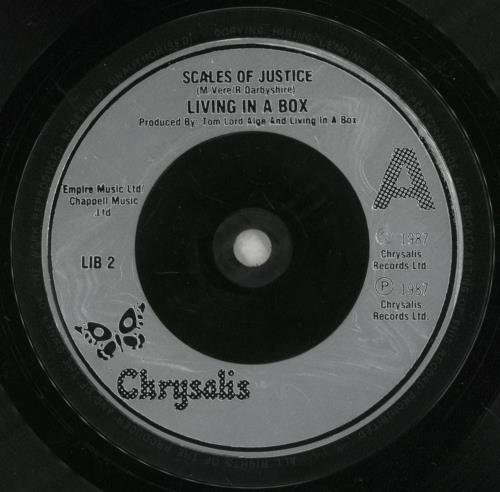 SCALES OF JUSTICE
(M Vere/R Darbyshire)
LIVING IN A BOX
Produced By: Tom Lord Alge And Living In A Box
A
Empire Music Ltd/
Chappell Music
Ltd
LIB 2
© 1987
Chrysalis
Records Ltd.
℗ 1987
Chrysalis
Records Ltd.
Chrysalis